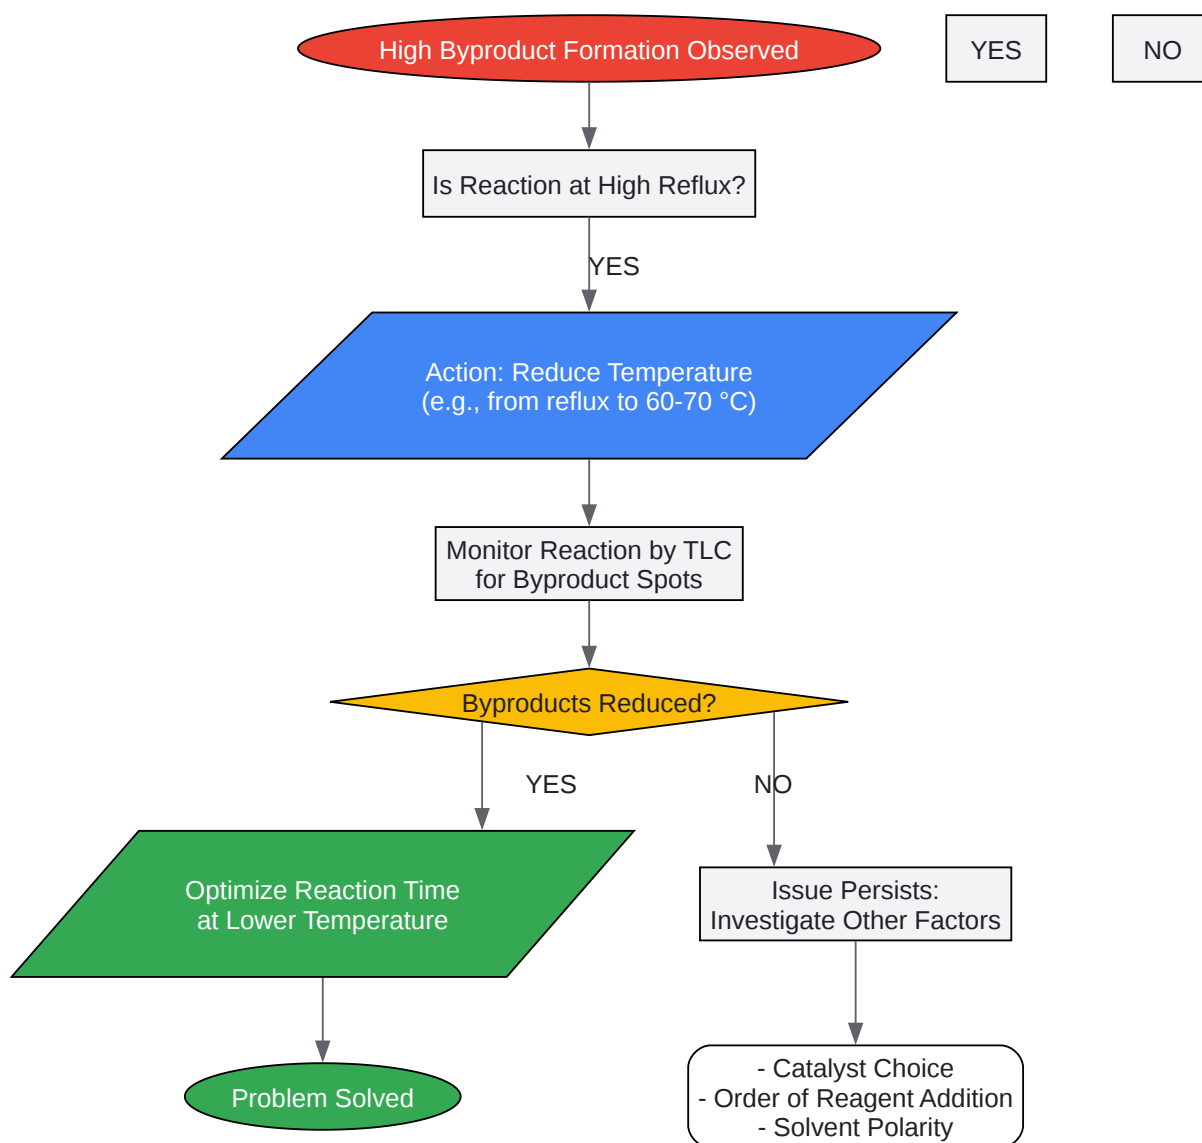 High Byproduct Formation Observed
YES
NO
Is Reaction at High Reflux?
YES
Action: Reduce Temperature
(e.g., from reflux to 60-70 °C)
Monitor Reaction by TLC
for Byproduct Spots
Byproducts Reduced?
YES
NO
Optimize Reaction Time
at Lower Temperature
Issue Persists:
Investigate Other Factors
Problem Solved
- Catalyst Choice
- Order of Reagent Addition
- Solvent Polarity